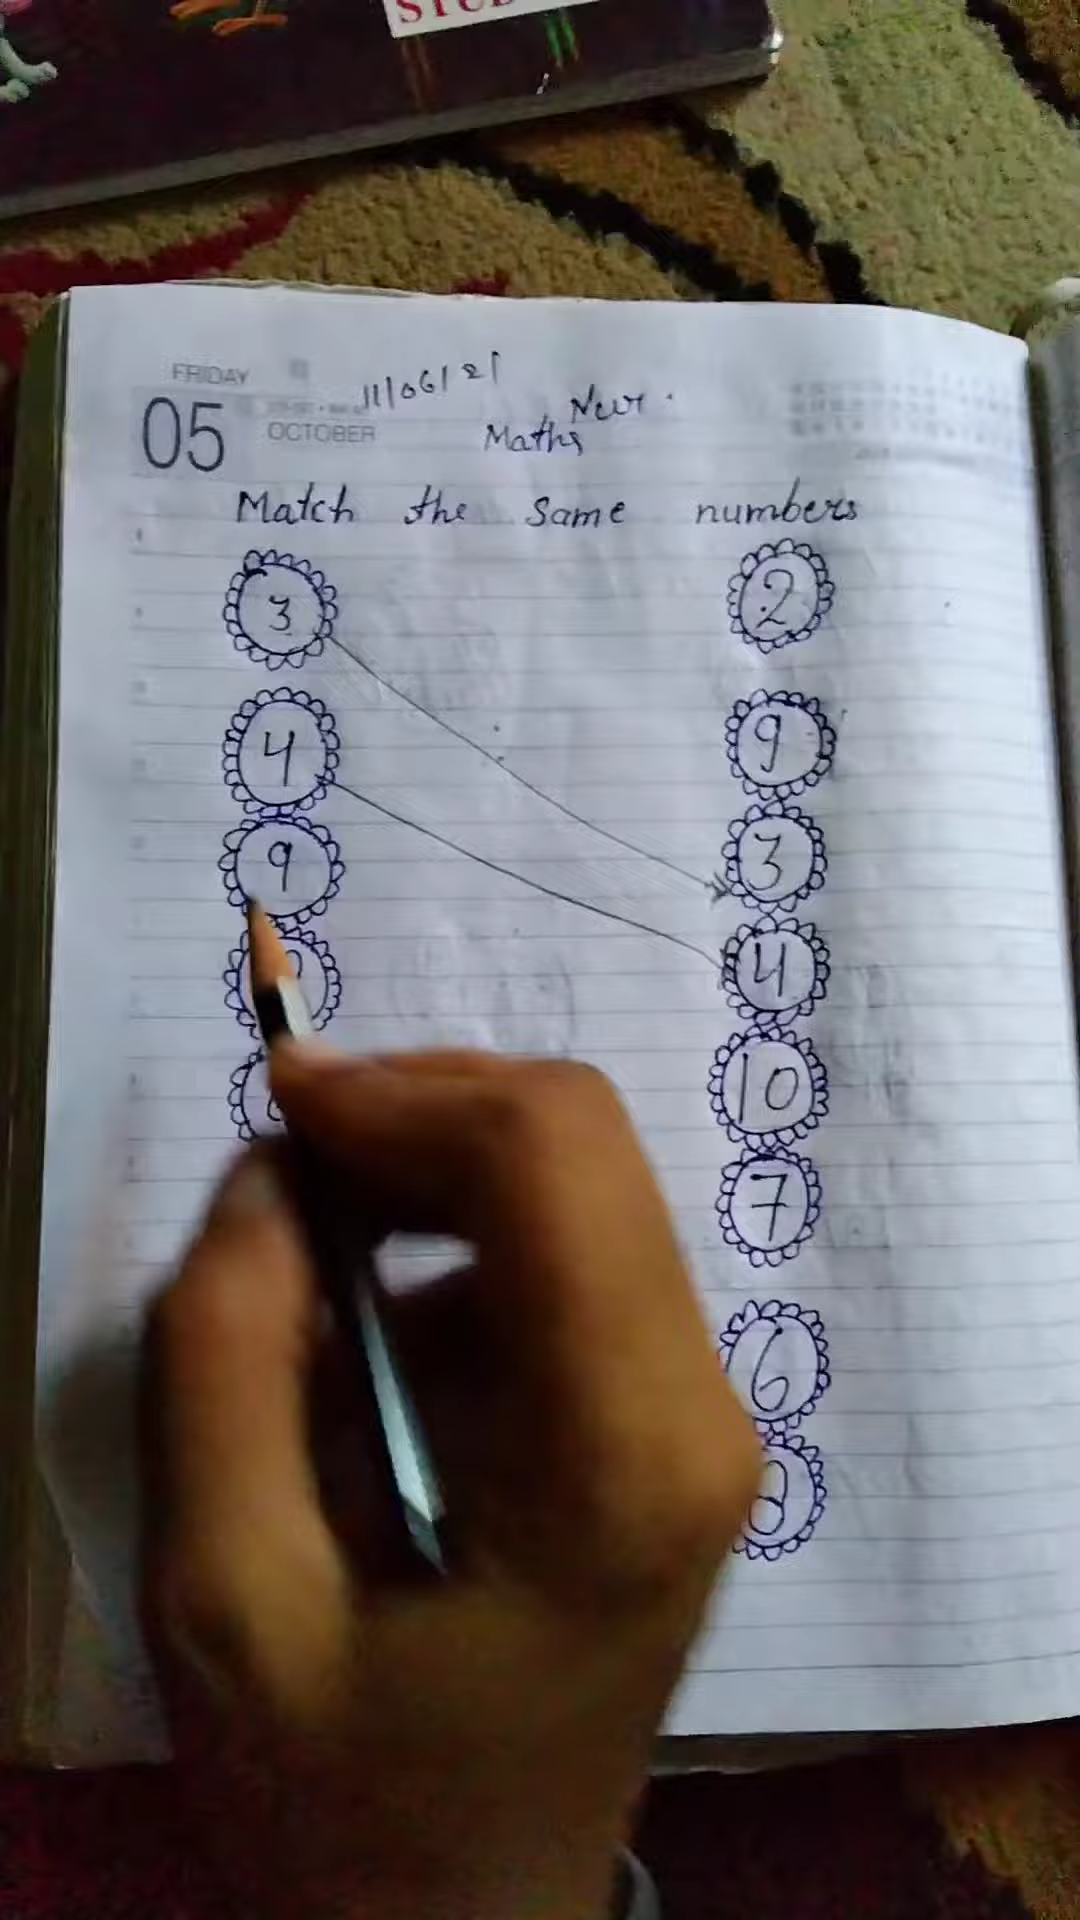 STUD
FRIDAY
11/06/21
05
OCTOBER
Maths
Match the same numbers
3 2
4 9
9 3
4
10
7
6